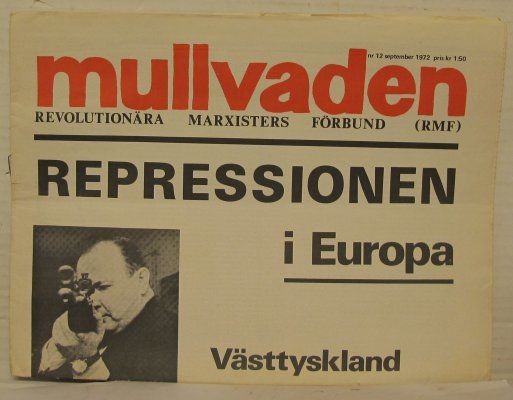 nr 12 september 1972 pris kr 1:50
mullvaden
REVOLUTIONÄRA MARXISTERS FÖRBUND (RMF)
REPRESSIONEN
i Europa
Västtyskland